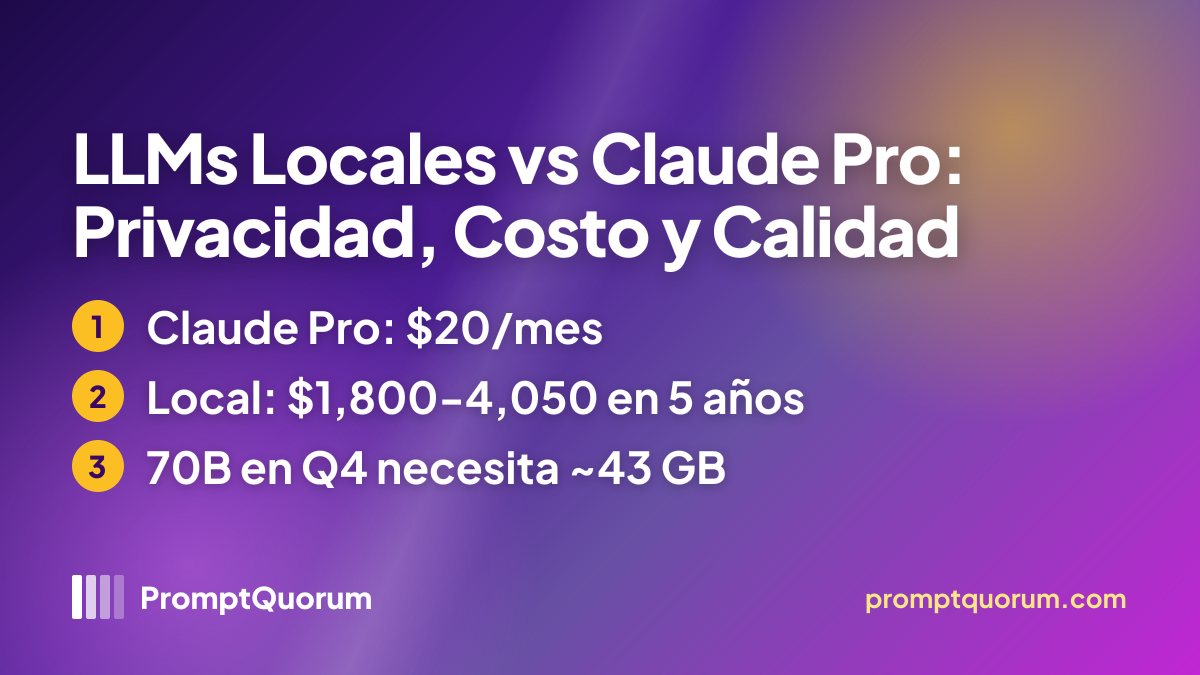 LLMs Locales vs Claude Pro:
Privacidad, Costo y Calidad
1 Claude Pro: $20/mes
2 Local: $1,800–4,050 en 5 años
3 70B en Q4 necesita ~43 GB
PromptQuorum
promptquorum.com